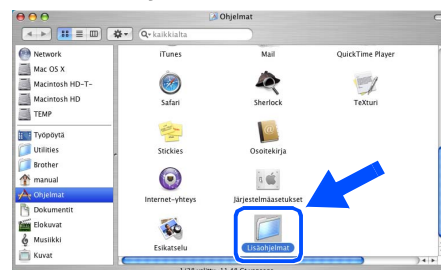 Ohjelmat
kaikkialta
Network
Mac OS X
Macintosh HD-T-
Macintosh HD
TEMP
Työpöytä
Utilities
Brother
manual
Ohjelmat
Dokumentit
Elokuvat
Musiikki
Kuvat
iTunes
Mail
QuickTime Player
Safari
Sherlock
TeXturi
Stickies
Osoitekirja
Internet-yhteys
Järjestelmäasetukset
Esikatselu
Lisäohjelmat